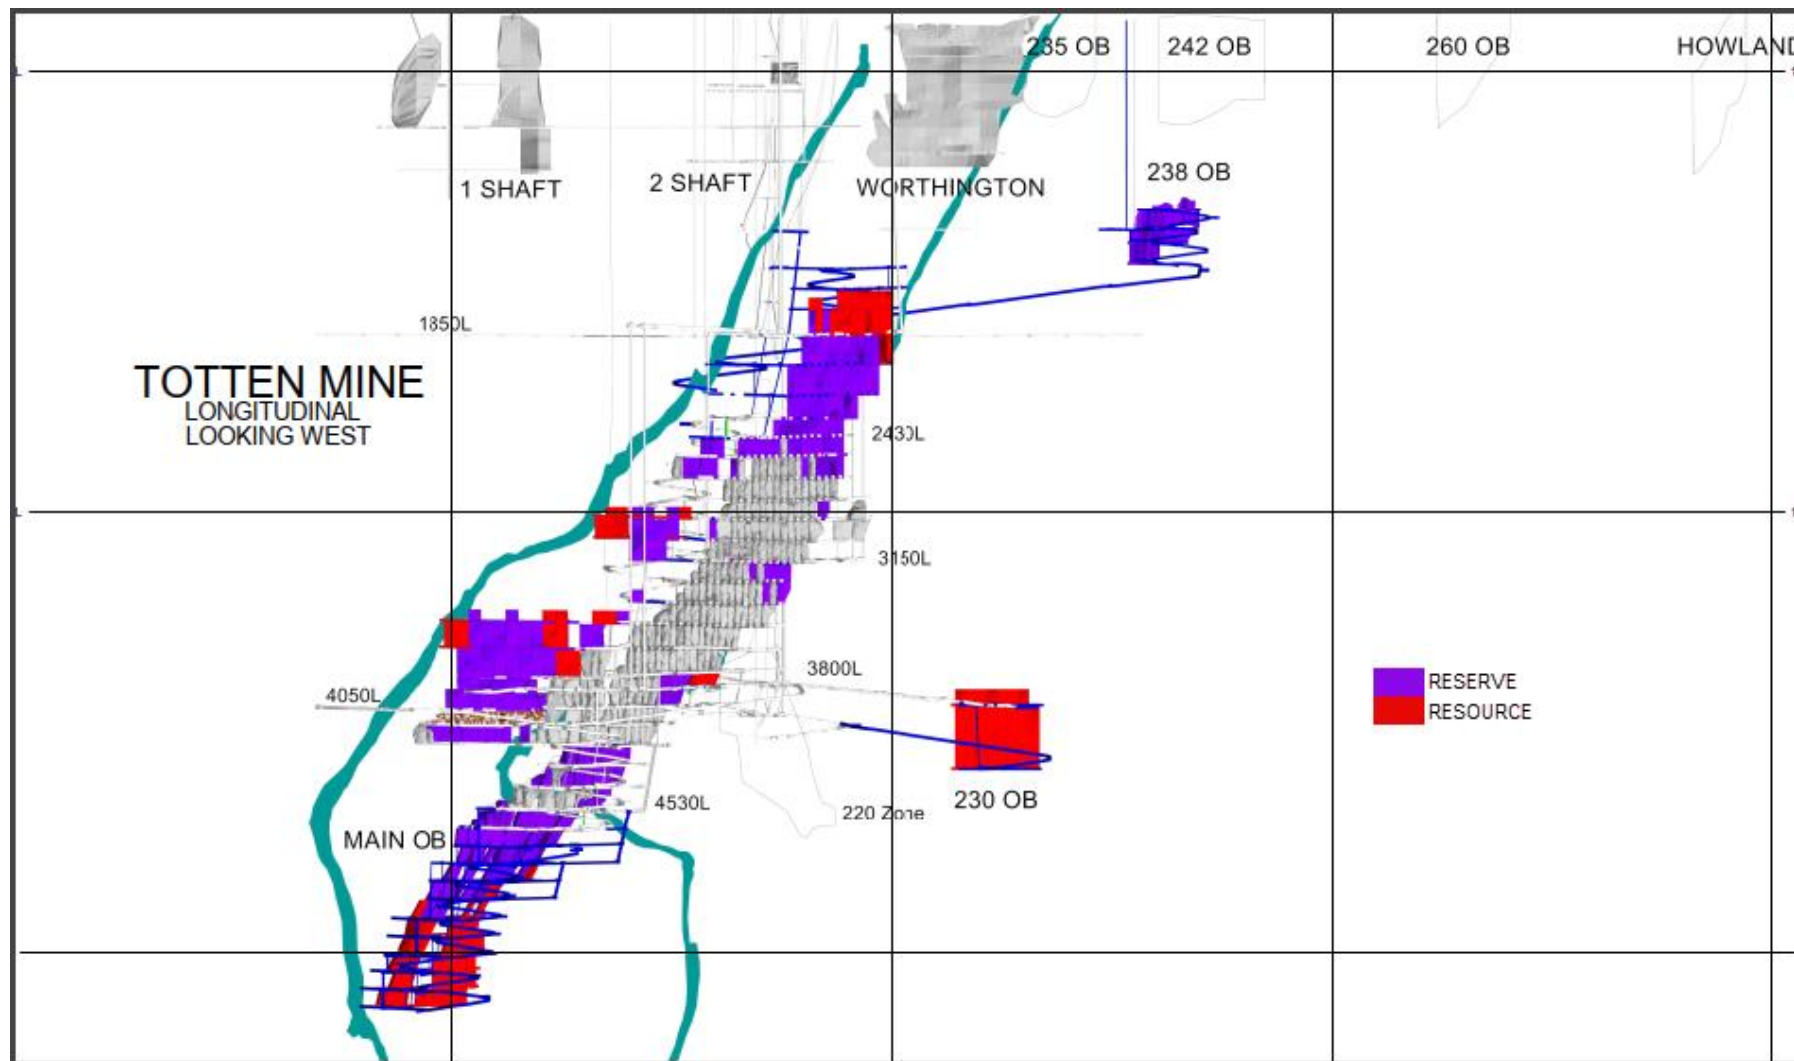 235 OB
242 OB
260 OB
HOWLAND
238 OB
1 SHAFT
2 SHAFT
WORTHINGTON
1850L
TOTTEN MINE
LONGITUDINAL
LOOKING WEST
2430L
3150L
3800L
4050L
RESERVE
RESOURCE
230 OB
4530L
220 Zone
MAIN OB